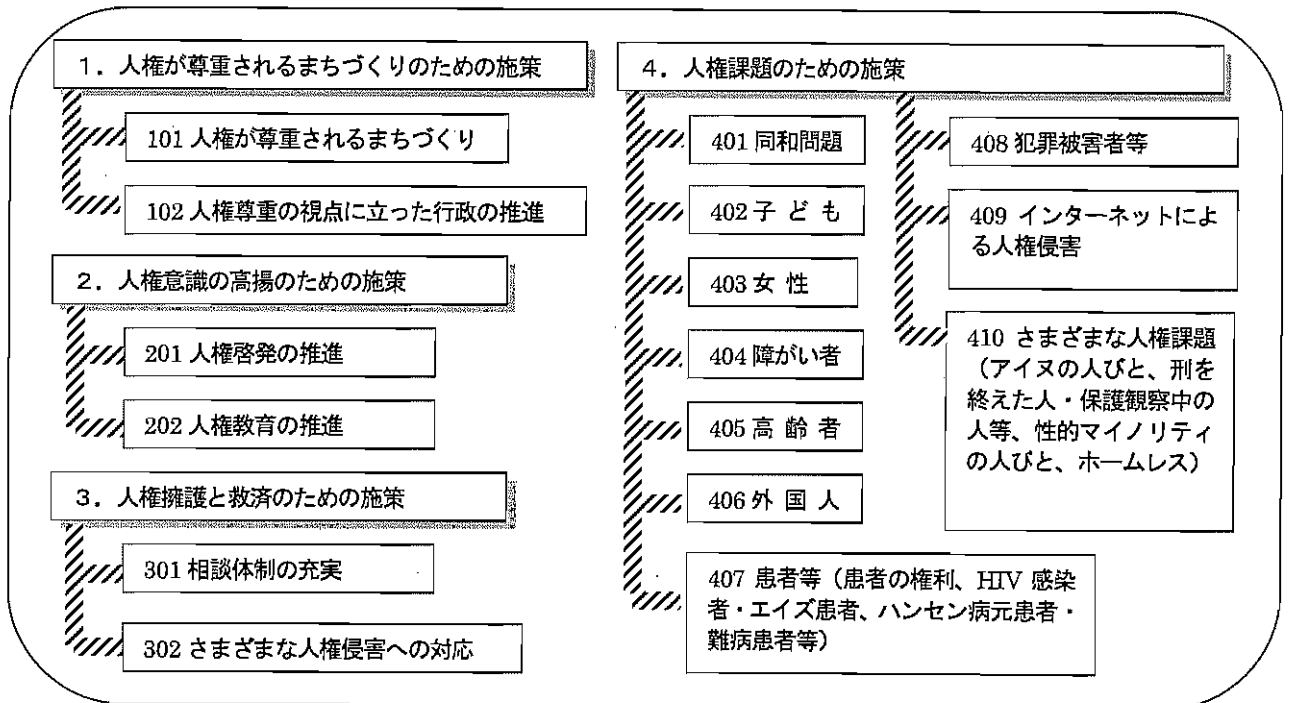 1．人権が尊重されるまちづくりのための施策
101 人権が尊重されるまちづくり
102 人権尊重の視点に立った行政の推進
2．人権意識の高揚のための施策
201 人権啓発の推進
202 人権教育の推進
3．人権擁護と救済のための施策
301 相談体制の充実
302 さまざまな人権侵害への対応
4．人権課題のための施策
401 同和問題
402 子 ど も
403 女 性
404 障がい者
405 高 齢 者
406 外 国 人
407 患者等（患者の権利、HIV 感染
者・エイズ患者、ハンセン病元患者・
難病患者等）
408 犯罪被害者等
409 インターネットによ
る人権侵害
410 さまざまな人権課題
（アイヌの人びと、刑を
終えた人・保護観察中の
人等、性的マイノリティ
の人びと、ホームレス）